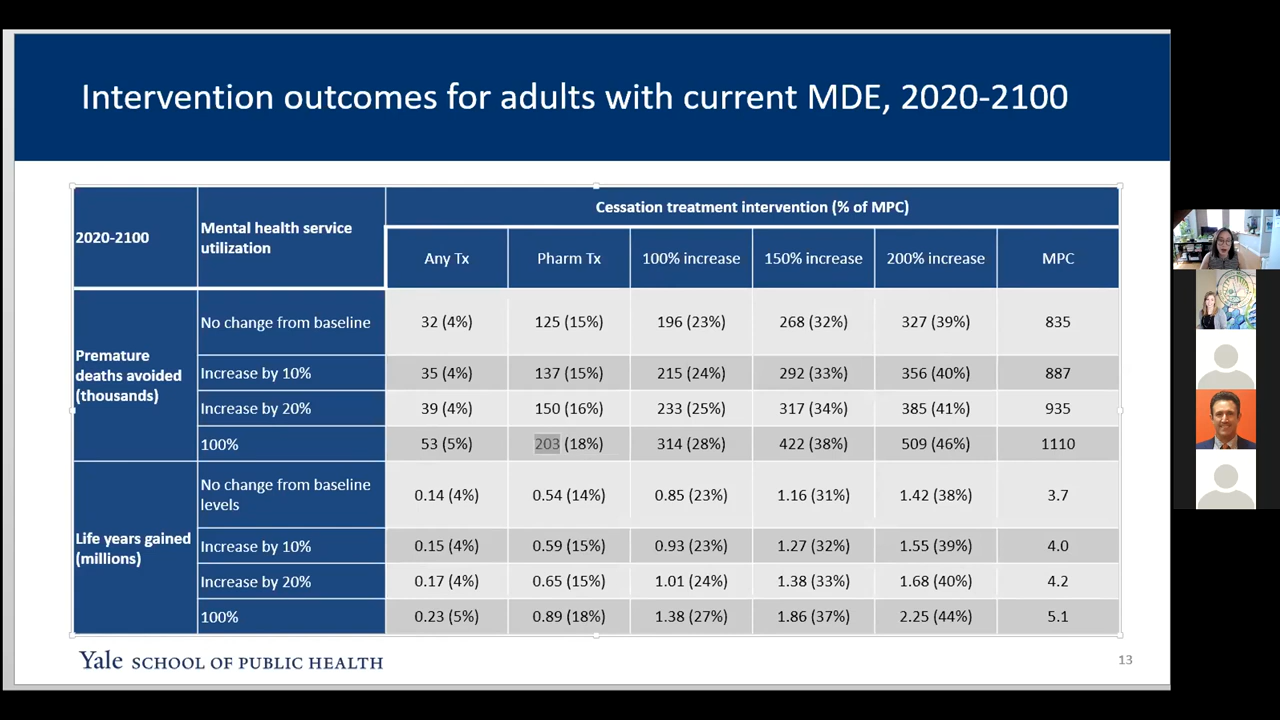 Intervention outcomes for adults with current MDE, 2020-2100
2020-2100
Mental health service
utilization
Cessation treatment intervention (% of MPC)
Any Tx
Pharm Tx
100% increase
150% increase
200% increase
MPC
Premature
deaths avoided
(thousands)
No change from baseline
32 (4%)
125 (15%)
196 (23%)
268 (32%)
327 (39%)
835
Increase by 10%
35 (4%)
137 (15%)
215 (24%)
292 (33%)
356 (40%)
887
Increase by 20%
39 (4%)
150 (16%)
233 (25%)
317 (34%)
385 (41%)
935
100%
53 (5%)
203 (18%)
314 (28%)
422 (38%)
509 (46%)
1110
Life years gained
(millions)
No change from baseline
levels
0.14 (4%)
0.54 (14%)
0.85 (23%)
1.16 (31%)
1.42 (38%)
3.7
Increase by 10%
0.15 (4%)
0.59 (15%)
0.93 (23%)
1.27 (32%)
1.55 (39%)
4.0
Increase by 20%
0.17 (4%)
0.65 (15%)
1.01 (24%)
1.38 (33%)
1.68 (40%)
4.2
100%
0.23 (5%)
0.89 (18%)
1.38 (27%)
1.86 (37%)
2.25 (44%)
5.1
Yale SCHOOL OF PUBLIC HEALTH
13